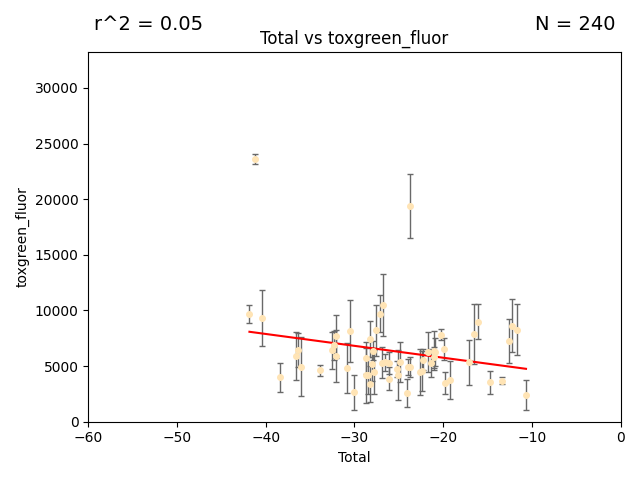 r^2 = 0.05
N = 240
Total vs toxgreen_fluor
30000
25000
20000
15000
10000
5000
0
toxgreen_fluor
−60
−50
−40
−30
−20
−10
0
Total